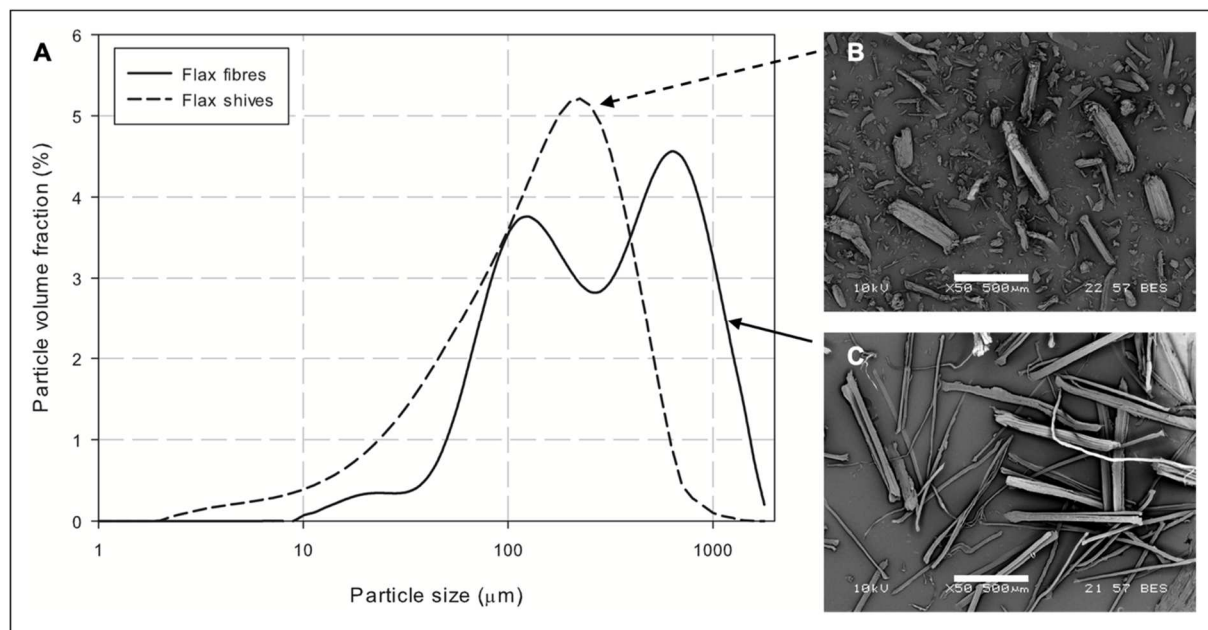 A
Particle volume fraction (%)
6
5
4
3
2
1
0
Flax fibres
Flax shives
1
10
100
1000
Particle size (μm)
B
10kV X50 500μm 22 57 BES
C
10kV X50 500μm 21 57 BES